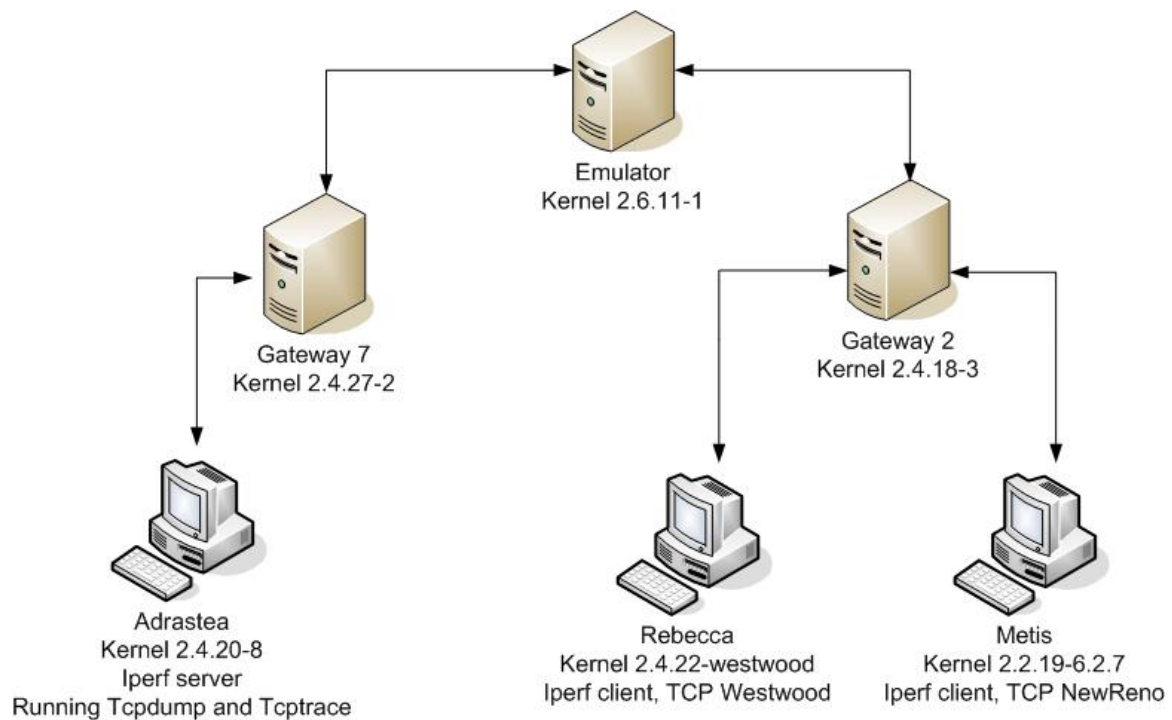 Emulator
Kernel 2.6.11-1
Gateway 7
Kernel 2.4.27-2
Gateway 2
Kernel 2.4.18-3
Adrastea
Kernel 2.4.20-8
Iperf server
Running Tcpdump and Tcptrace
Rebecca
Kernel 2.4.22-westwood
Iperf client, TCP Westwood
Metis
Kernel 2.2.19-6.2.7
Iperf client, TCP NewReno